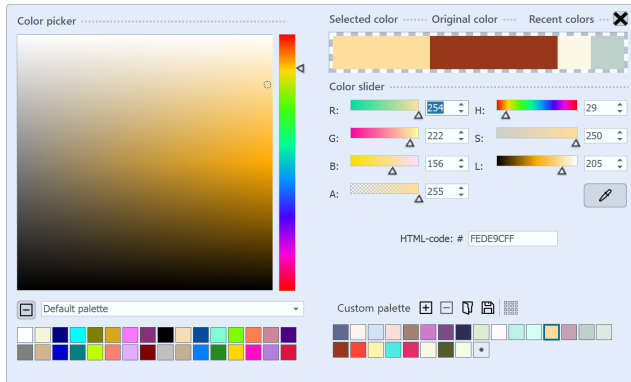 Color picker
Selected color
Original color
Recent colors
Color slider
R: 254 H: 29
G: 222 S: 250
B: 156 L: 205
A: 255
HTML-code: # FEDE9CFF
Default palette
Custom palette